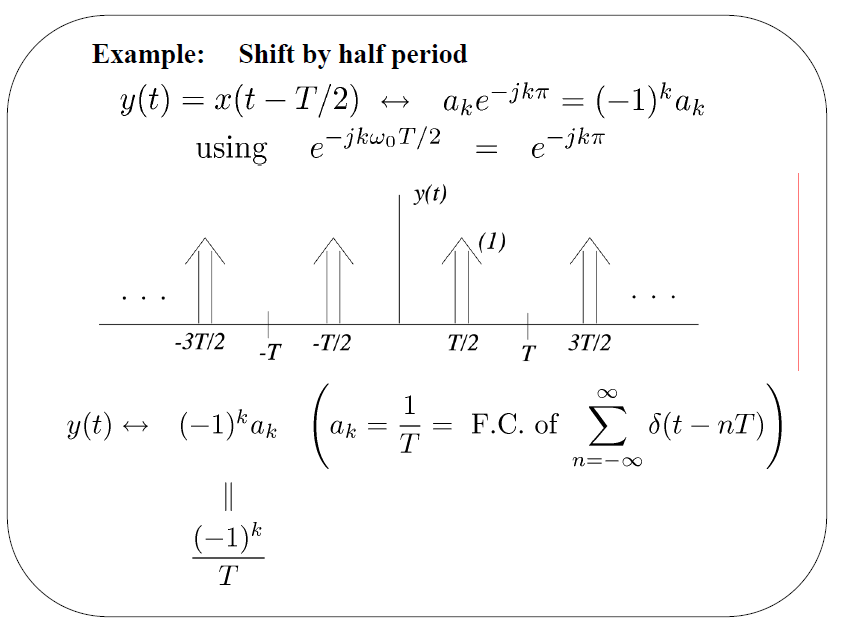 Example: Shift by half period
y(t) = x(t − T/2) ↔ a_k e^{−jkπ} = (−1)^k a_k
using e^{−jkω₀T/2} = e^{−jkπ}
y(t)
(1)
. . . . . .
-3T/2 -T -T/2 T/2 T 3T/2
y(t) ↔ (−1)^k a_k ( a_k = 1/T = F.C. of ∑_{n=−∞}^{∞} δ(t − nT) )
||
(−1)^k
T